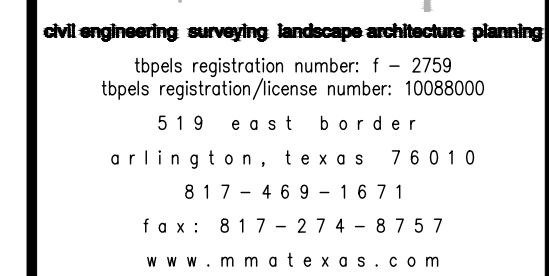 civil engineering surveying landscape architecture planning
tbpels registration number: f – 2759
tbpels registration/license number: 10088000
519 east border
arlington, texas 76010
817–469–1671
fax: 817–274–8757
www.mmatexas.com